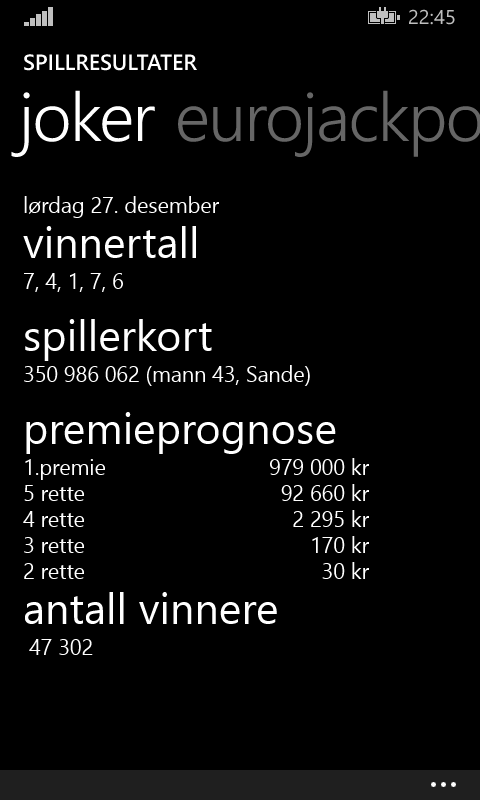 22:45
SPILLRESULTATER
joker eurojackpo
lørdag 27. desember
vinnertall
7, 4, 1, 7, 6
spillerkort
350 986 062 (mann 43, Sande)
premieprognose
1.premie 979 000 kr
5 rette 92 660 kr
4 rette 2 295 kr
3 rette 170 kr
2 rette 30 kr
antall vinnere
47 302